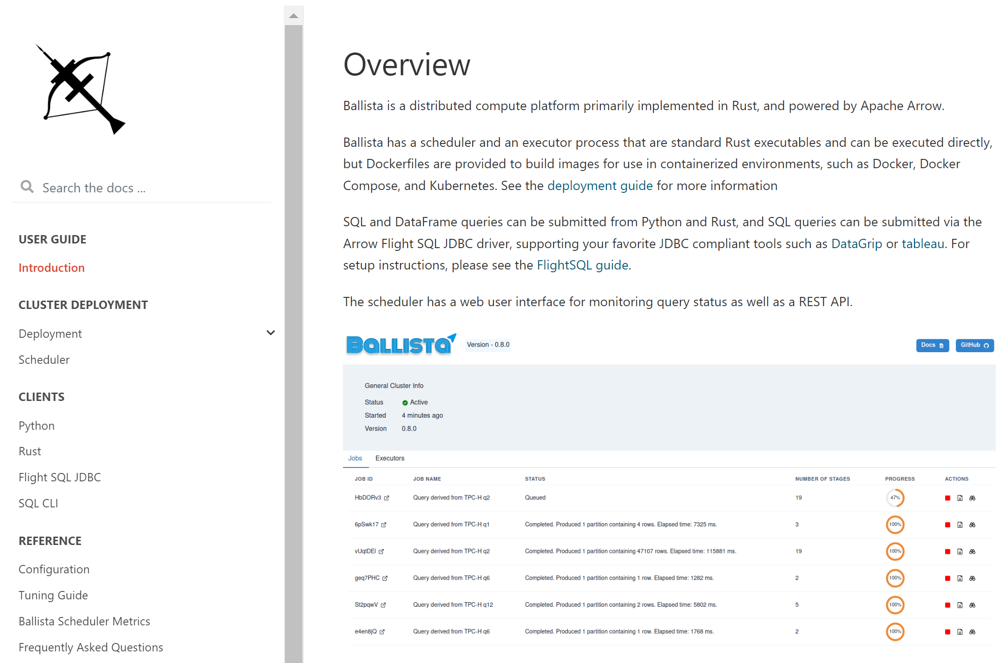 Search the docs ...
USER GUIDE
Introduction
CLUSTER DEPLOYMENT
Deployment
Scheduler
CLIENTS
Python
Rust
Flight SQL JDBC
SQL CLI
REFERENCE
Configuration
Tuning Guide
Ballista Scheduler Metrics
Frequently Asked Questions
Overview
Ballista is a distributed compute platform primarily implemented in Rust, and powered by Apache Arrow.
Ballista has a scheduler and an executor process that are standard Rust executables and can be executed directly,
but Dockerfiles are provided to build images for use in containerized environments, such as Docker, Docker
Compose, and Kubernetes. See the deployment guide for more information
SQL and DataFrame queries can be submitted from Python and Rust, and SQL queries can be submitted via the
Arrow Flight SQL JDBC driver, supporting your favorite JDBC compliant tools such as DataGrip or tableau. For
setup instructions, please see the FlightSQL guide.
The scheduler has a web user interface for monitoring query status as well as a REST API.
BaLLISTa Version - 0.8.0 Docs GitHub
General Cluster Info
Status Active
Started 4 minutes ago
Version 0.8.0
Jobs Executors
JOB ID JOB NAME STATUS NUMBER OF STAGES PROGRESS ACTIONS
HbDORv3 Query derived from TPC-H q2 Queued 19 47%
6pSwk17 Query derived from TPC-H q1 Completed. Produced 1 partition containing 4 rows. Elapsed time: 7325 ms. 3 100%
vUqtDEl Query derived from TPC-H q2 Completed. Produced 1 partition containing 47107 rows. Elapsed time: 115881 ms. 19 100%
geq7PHC Query derived from TPC-H q6 Completed. Produced 1 partition containing 1 row. Elapsed time: 1282 ms. 2 100%
St2pqwV Query derived from TPC-H q12 Completed. Produced 1 partition containing 2 rows. Elapsed time: 5802 ms. 5 100%
e4en8jQ Query derived from TPC-H q6 Completed. Produced 1 partition containing 1 row. Elapsed time: 1768 ms. 2 100%